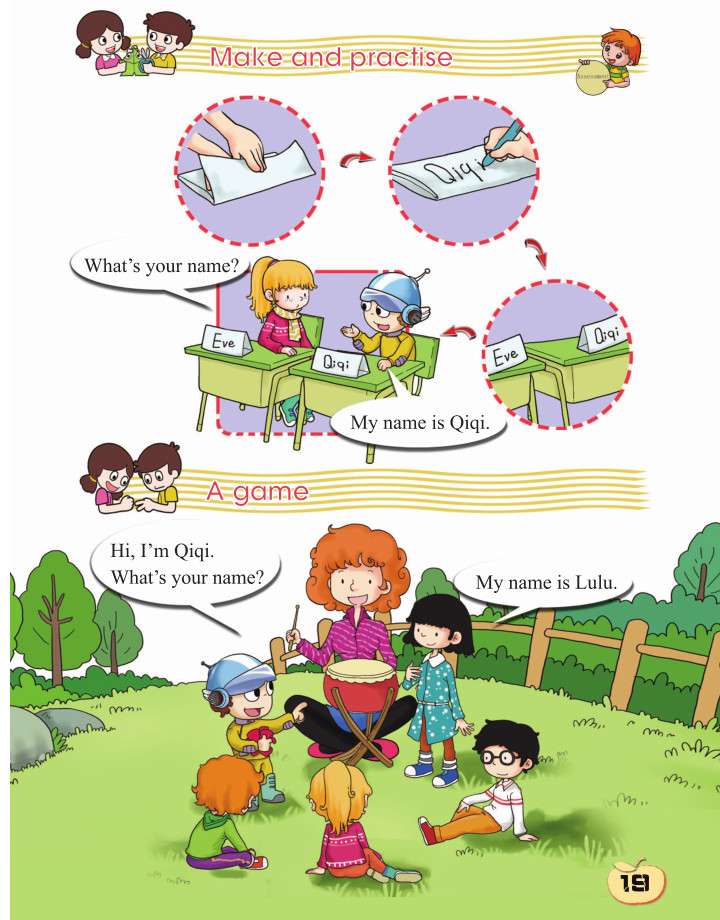 Make and practise
Assessment
Qiqi
What's your name?
Eve
Qiqi
Eve
Qiqi
My name is Qiqi.
A game
Hi, I'm Qiqi.
What's your name?
My name is Lulu.
19